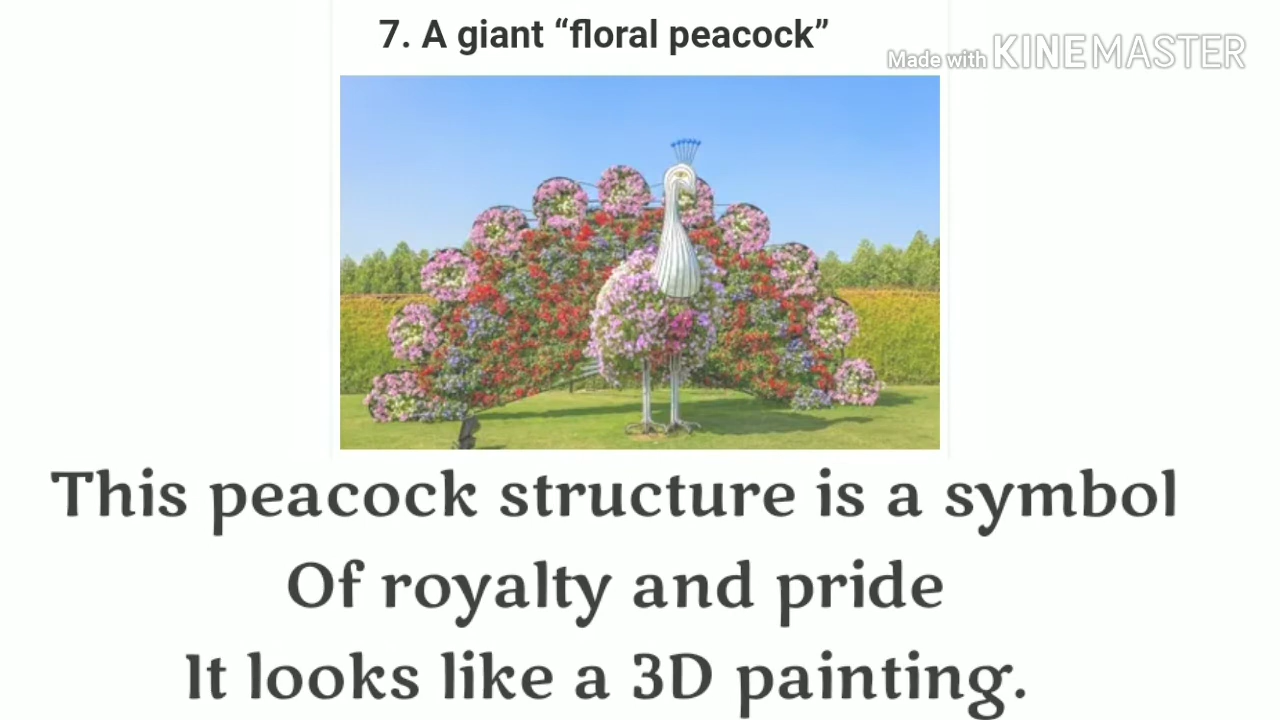 7. A giant “floral peacock”
Made with KINEMASTER
This peacock structure is a symbol
Of royalty and pride
It looks like a 3D painting.